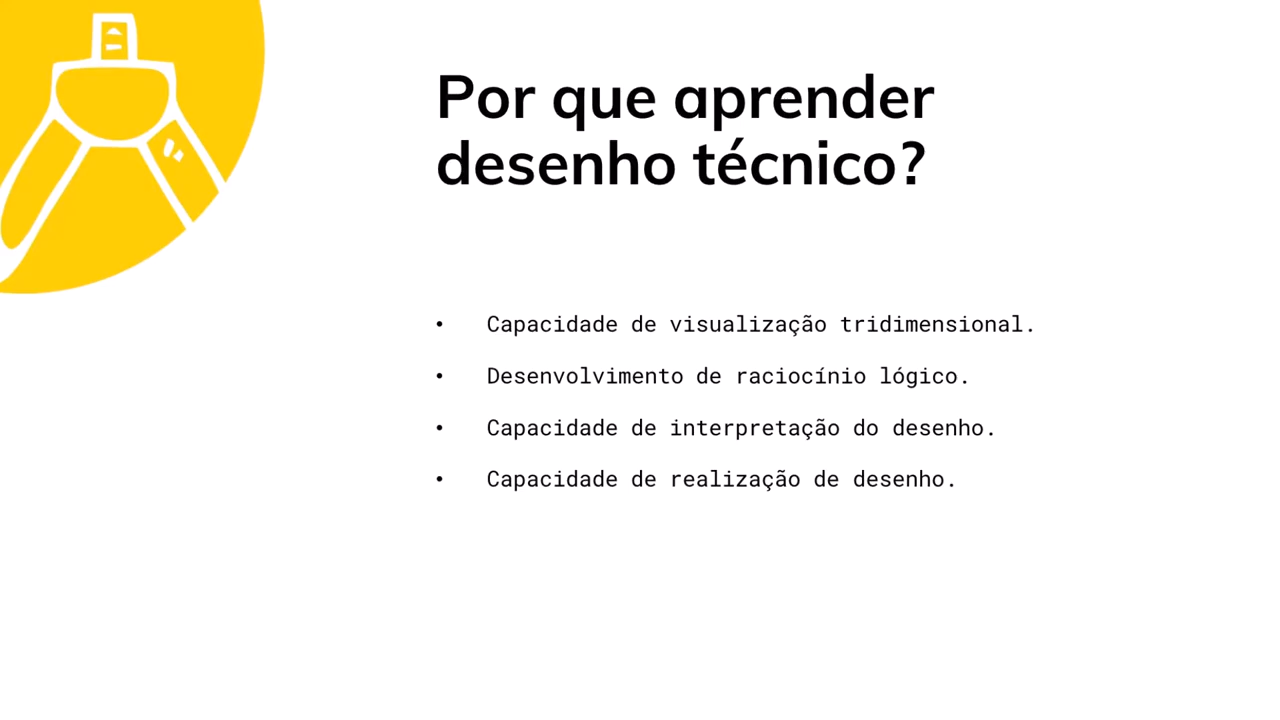 Por que aprender
desenho técnico?
• Capacidade de visualização tridimensional.
• Desenvolvimento de raciocínio lógico.
• Capacidade de interpretação do desenho.
• Capacidade de realização de desenho.